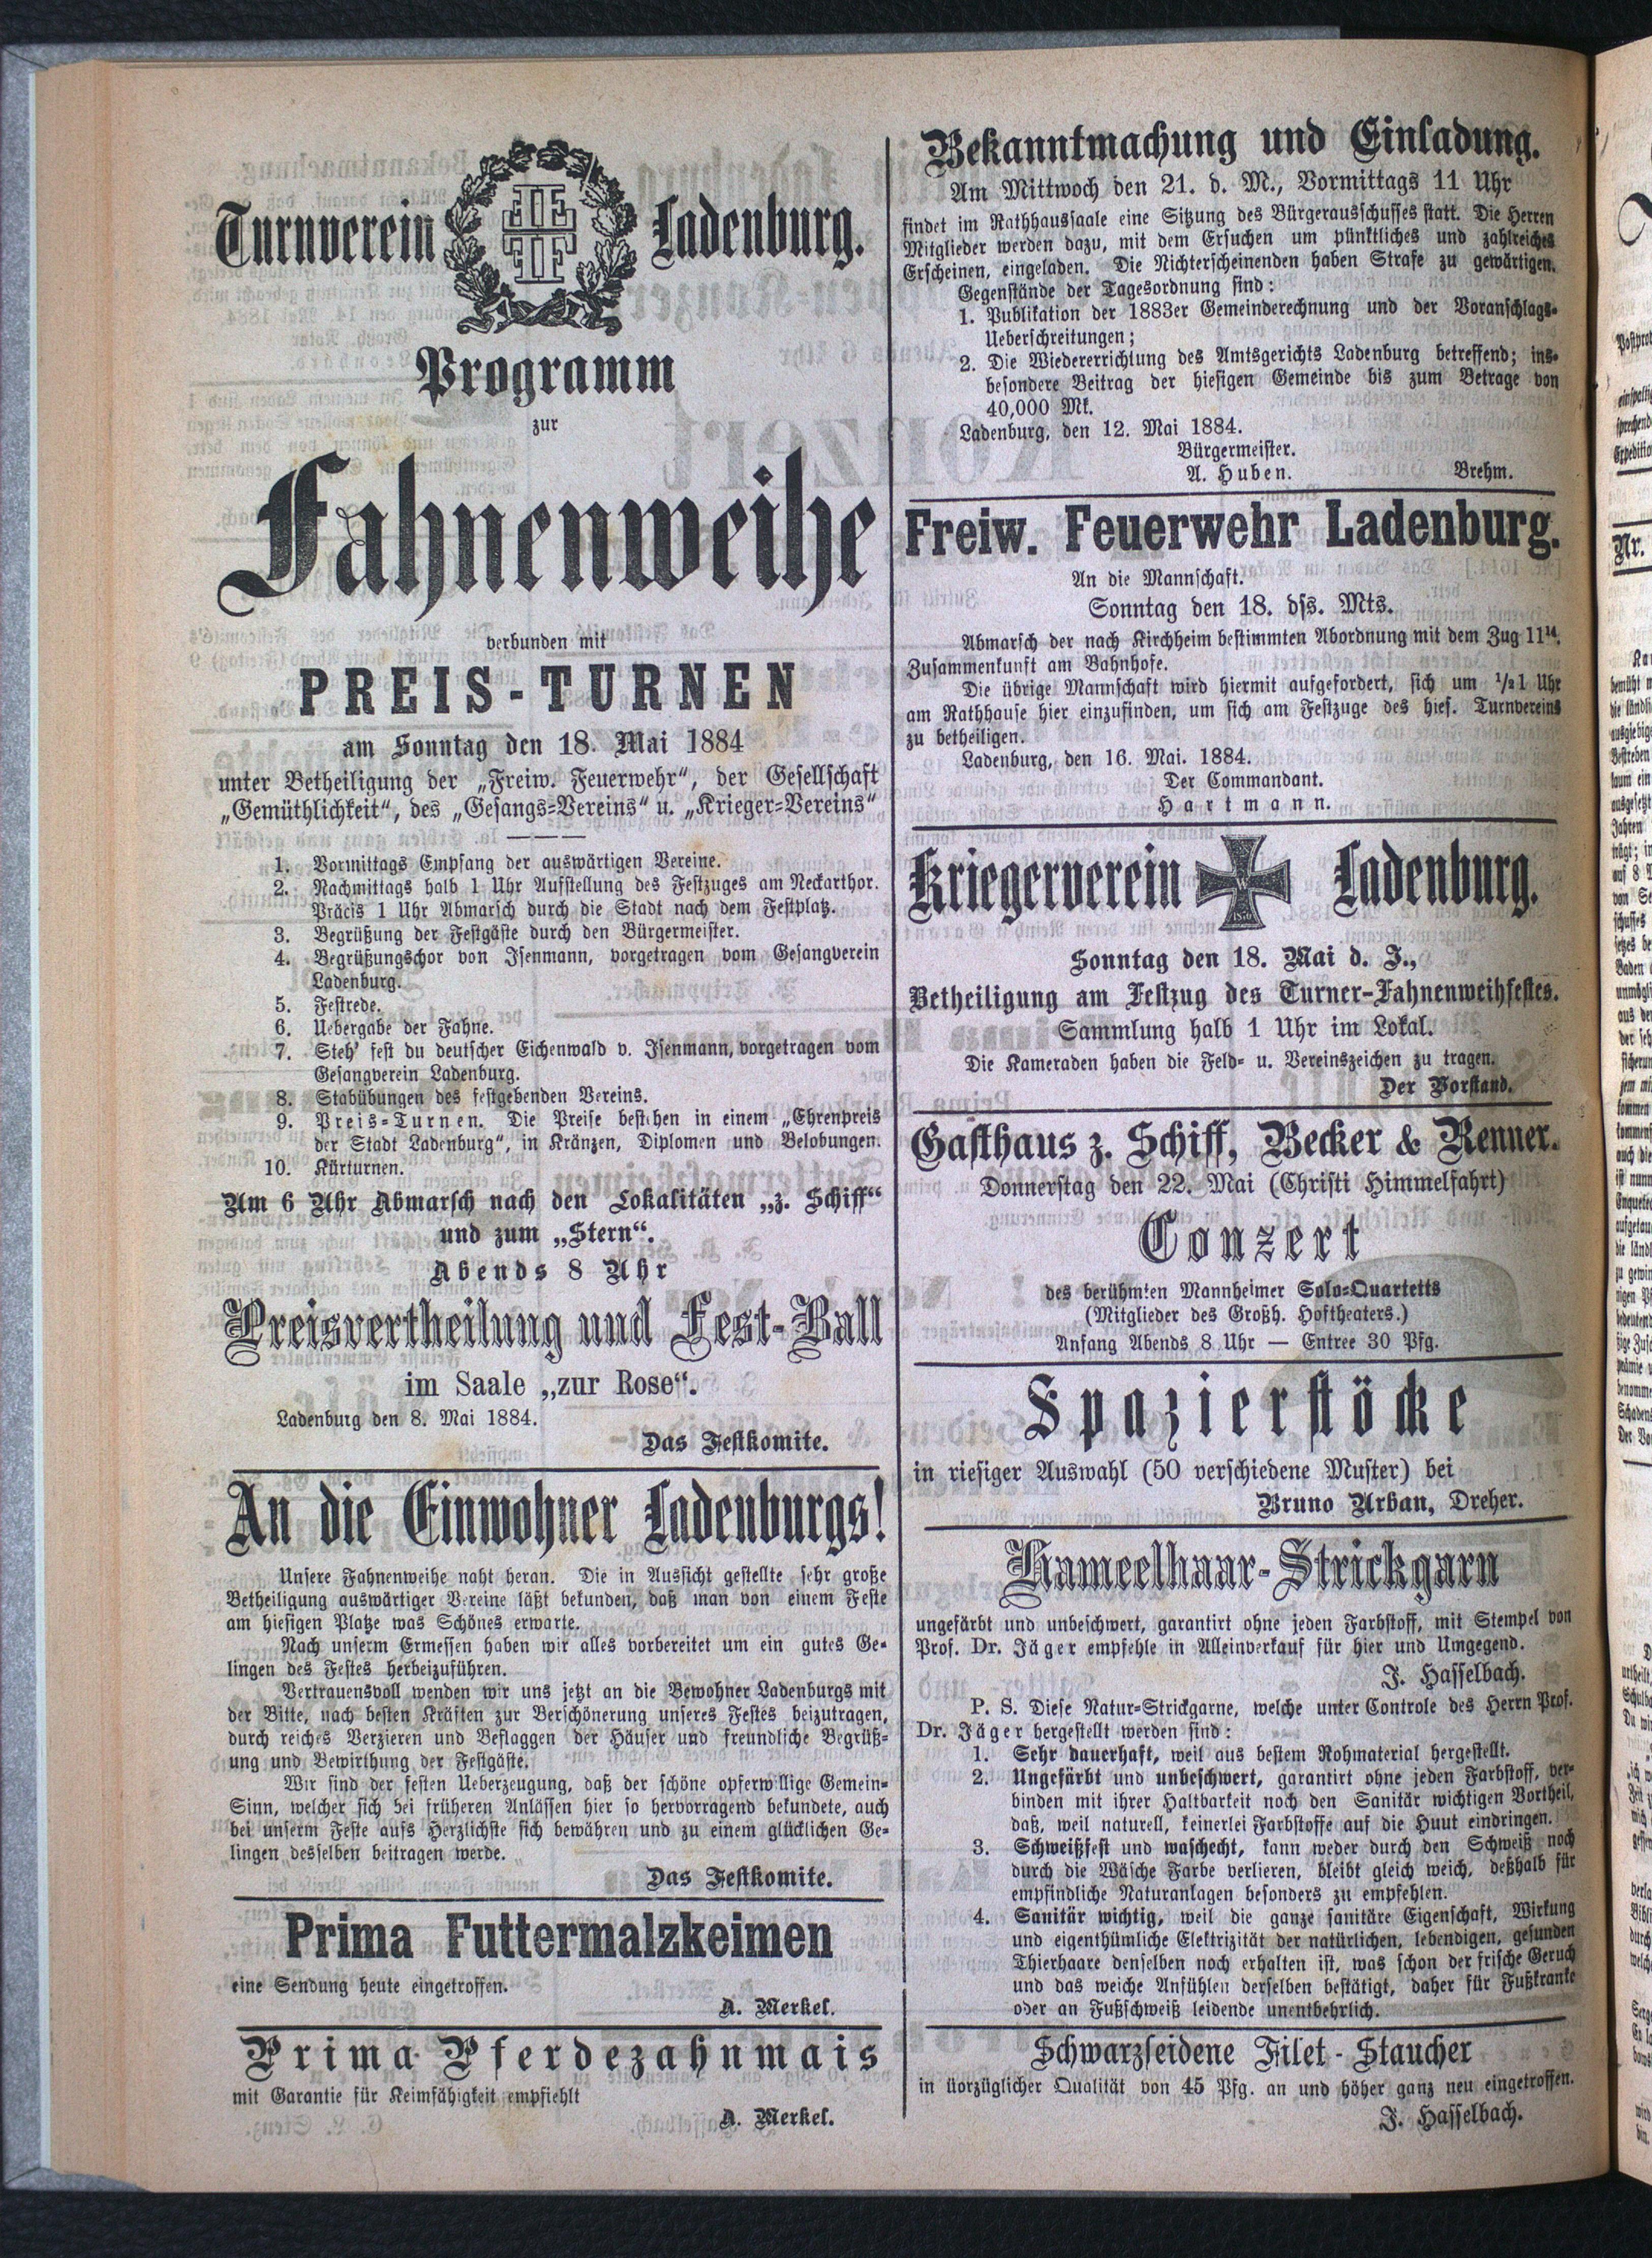 Turnverein Ladenburg.
Programm
zur
Fahnenweihe
verbunden mit
PREIS-TURNEN
am Sonntag den 18. Mai 1884
unter Betheiligung der „Freiw. Feuerwehr“, der Gesellschaft
„Gemüthlichkeit“, des „Gesangs-Vereins“ u. „Krieger-Vereins“
1. Vormittags Empfang der auswärtigen Vereine.
2. Nachmittags halb 1 Uhr Aufstellung des Festzuges am Neckarthor.
Präcis 1 Uhr Abmarsch durch die Stadt nach dem Festplatz.
3. Begrüßung der Festgäste durch den Bürgermeister.
4. Begrüßungschor von Isenmann, vorgetragen vom Gesangverein
Ladenburg.
5. Festrede.
6. Uebergabe der Fahne.
7. Steh’ fest du deutscher Eichenwald v. Isenmann, vorgetragen vom
Gesangverein Ladenburg.
8. Stabübungen des festgebenden Vereins.
9. Preis-Turnen. Die Preise bestehen in einem „Ehrenpreis
der Stadt Ladenburg“, in Kränzen, Diplomen und Belobungen.
10. Kürturnen.
Um 6 Uhr Abmarsch nach den Lokalitäten „z. Schiff“
und zum „Stern“.
Abends 8 Uhr
Preisvertheilung und Fest-Ball
im Saale „zur Rose“.
Ladenburg den 8. Mai 1884.
Das Festkomite.
An die Einwohner Ladenburgs!
Unsere Fahnenweihe naht heran. Die in Aussicht gestellte sehr große
Betheiligung auswärtiger Vereine läßt bekunden, daß man von einem Feste
am hiesigen Platze was Schönes erwarte.
Nach unserm Ermessen haben wir alles vorbereitet um ein gutes Ge-
lingen des Festes herbeizuführen.
Vertrauensvoll wenden wir uns jetzt an die Bewohner Ladenburgs mit
der Bitte, nach besten Kräften zur Verschönerung unseres Festes beizutragen,
durch reiches Verzieren und Beflaggen der Häuser und freundliche Begrüß-
ung und Bewirthung der Festgäste.
Wir sind der festen Ueberzeugung, daß der schöne opferwillige Gemein-
Sinn, welcher sich bei früheren Anlässen hier so hervorragend bekundete, auch
bei unserm Feste aufs Herzlichste sich bewähren und zu einem glücklichen Ge-
lingen desselben beitragen werde.
Das Festkomite.
Prima Futtermalzkeimen
eine Sendung heute eingetroffen.
A. Merkel.
Prima Pferdezahnmais
mit Garantie für Keimfähigkeit empfiehlt
A. Merkel.
Bekanntmachung und Einladung.
Am Mittwoch den 21. d. M., Vormittags 11 Uhr
findet im Rathhaussaale eine Sitzung des Bürgerausschusses statt. Die Herren
Mitglieder werden dazu, mit dem Ersuchen um pünktliches und zahlreiches
Erscheinen, eingeladen. Die Nichterscheinenden haben Strafe zu gewärtigen.
Gegenstände der Tagesordnung sind:
1. Publikation der 1883er Gemeinderechnung und der Voranschlags-
Ueberschreitungen;
2. Die Wiedererrichtung des Amtsgerichts Ladenburg betreffend; ins-
besondere Beitrag der hiesigen Gemeinde bis zum Betrage von
40,000 Mk.
Ladenburg, den 12. Mai 1884.
Bürgermeister.
A. Huben. Brehm.
Freiw. Feuerwehr Ladenburg.
An die Mannschaft.
Sonntag den 18. dss. Mts.
Abmarsch der nach Kirchheim bestimmten Abordnung mit dem Zug 11¹⁴.
Zusammenkunft am Bahnhofe.
Die übrige Mannschaft wird hiermit aufgefordert, sich um ½1 Uhr
am Rathhause hier einzufinden, um sich am Festzuge des hies. Turnvereins
zu betheiligen.
Ladenburg, den 16. Mai. 1884.
Der Commandant.
Hartmann.
Kriegerverein W 1870 Ladenburg.
Sonntag den 18. Mai d. J.,
Betheiligung am Festzug des Turner-Fahnenweihfestes.
Sammlung halb 1 Uhr im Lokal.
Die Kameraden haben die Feld- u. Vereinszeichen zu tragen.
Der Vorstand.
Gasthaus z. Schiff, Becker & Renner.
Donnerstag den 22. Mai (Christi Himmelfahrt)
Conzert
des berühmten Mannheimer Solo-Quartetts
(Mitglieder des Großh. Hoftheaters.)
Anfang Abends 8 Uhr — Entree 30 Pfg.
Spazierstöcke
in riesiger Auswahl (50 verschiedene Muster) bei
Bruno Urban, Dreher.
Kameelhaar-Strickgarn
ungefärbt und unbeschwert, garantirt ohne jeden Farbstoff, mit Stempel von
Prof. Dr. Jäger empfehle in Alleinverkauf für hier und Umgegend.
J. Hasselbach.
P. S. Diese Natur-Strickgarne, welche unter Controle des Herrn Prof.
Dr. Jäger hergestellt werden sind:
1. Sehr dauerhaft, weil aus bestem Rohmaterial hergestellt.
2. Ungefärbt und unbeschwert, garantirt ohne jeden Farbstoff, ver-
binden mit ihrer Haltbarkeit noch den Sanitär wichtigen Vortheil,
daß, weil naturell, keinerlei Farbstoffe auf die Huut eindringen.
3. Schweißfest und waschecht, kann weder durch den Schweiß noch
durch die Wäsche Farbe verlieren, bleibt gleich weich, deßhalb für
empfindliche Naturanlagen besonders zu empfehlen.
4. Sanitär wichtig, weil die ganze sanitäre Eigenschaft, Wirkung
und eigenthümliche Elektrizität der natürlichen, lebendigen, gesunden
Thierhaare denselben noch erhalten ist, was schon der frische Geruch
und das weiche Anfühlen derselben bestätigt, daher für Fußkranke
oder an Fußschweiß leidende unentbehrlich.
Schwarzseidene Filet-Staucher
in üorzüglicher Qualität von 45 Pfg. an und höher ganz neu eingetroffen.
J. Hasselbach.